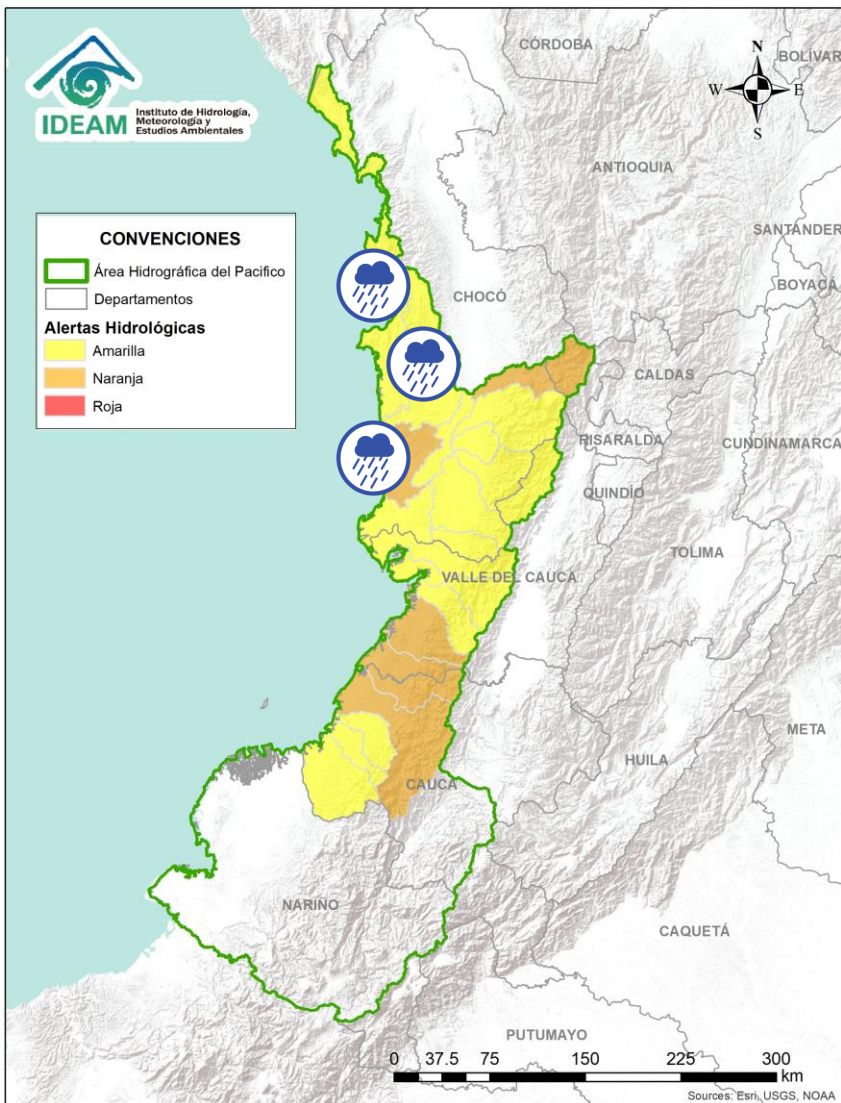 IDEAM
Instituto de Hidrología,
Meteorología y
Estudios Ambientales
CÓRDOBA
BOLÍVAR
N
W
E
S
ANTIOQUIA
SANTANDER
BOYACÁ
CONVENCIONES
Área Hidrográfica del Pacifico
Departamentos
Alertas Hidrológicas
Amarilla
Naranja
Roja
CHOCÓ
CALDAS
RISARALDA
CUNDINAMARCA
QUINDÍO
TOLIMA
VALLE DEL CAUCA
META
HUILA
CAUCA
NARIÑO
CAQUETÁ
PUTUMAYO
0 37.5 75 150 225 300
km
Sources: Esri, USGS, NOAA